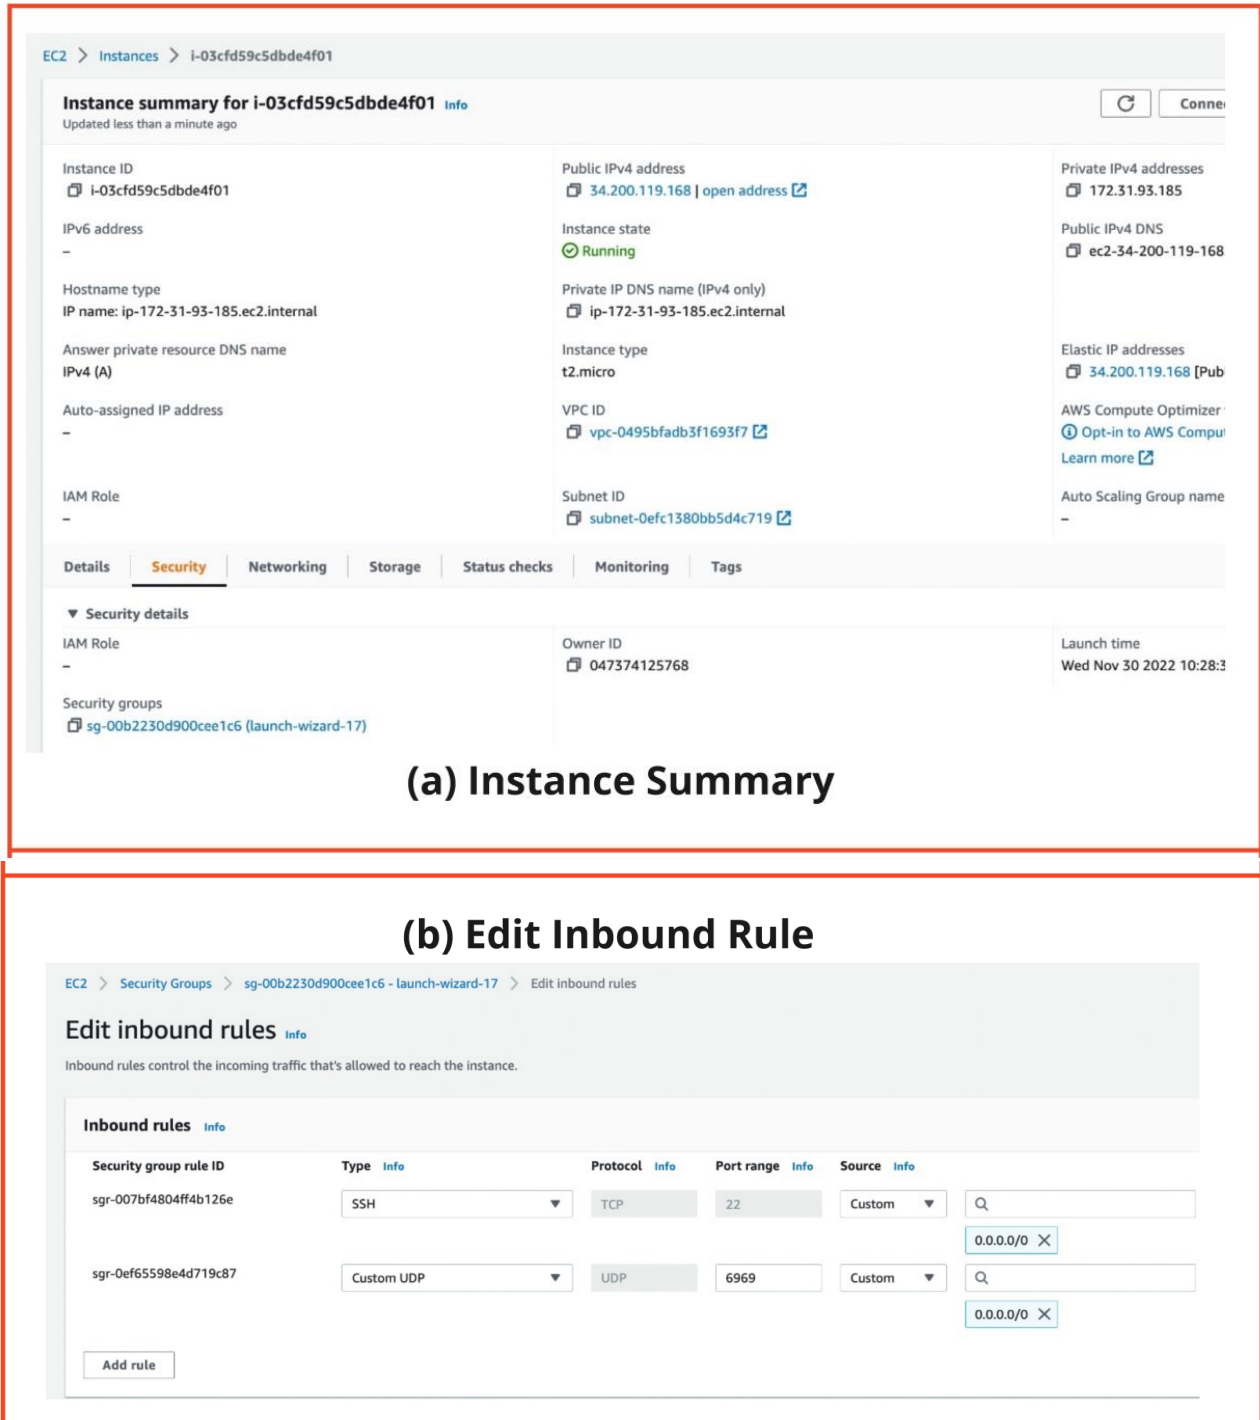 EC2 > Instances > i-03cfd59c5dbde4f01
Instance summary for i-03cfd59c5dbde4f01 Info
Updated less than a minute ago
Conne
Instance ID
i-03cfd59c5dbde4f01
Public IPv4 address
34.200.119.168 | open address
Private IPv4 addresses
172.31.93.185
IPv6 address
–
Instance state
Running
Public IPv4 DNS
ec2-34-200-119-168
Hostname type
IP name: ip-172-31-93-185.ec2.internal
Private IP DNS name (IPv4 only)
ip-172-31-93-185.ec2.internal
Answer private resource DNS name
IPv4 (A)
Instance type
t2.micro
Elastic IP addresses
34.200.119.168 [Pub
Auto-assigned IP address
–
VPC ID
vpc-0495bfadb3f1693f7
AWS Compute Optimizer
Opt-in to AWS Compu
Learn more
IAM Role
–
Subnet ID
subnet-0efc1380bb5d4c719
Auto Scaling Group name
–
Details Security Networking Storage Status checks Monitoring Tags
Security details
IAM Role
–
Owner ID
047374125768
Launch time
Wed Nov 30 2022 10:28:3
Security groups
sg-00b2230d900cee1c6 (launch-wizard-17)
(a) Instance Summary
(b) Edit Inbound Rule
EC2 > Security Groups > sg-00b2230d900cee1c6 - launch-wizard-17 > Edit inbound rules
Edit inbound rules Info
Inbound rules control the incoming traffic that's allowed to reach the instance.
Inbound rules Info
Security group rule ID Type Info Protocol Info Port range Info Source Info
sgr-007bf4804ff4b126e SSH TCP 22 Custom
0.0.0.0/0
sgr-0ef65598e4d719c87 Custom UDP UDP 6969 Custom
0.0.0.0/0
Add rule